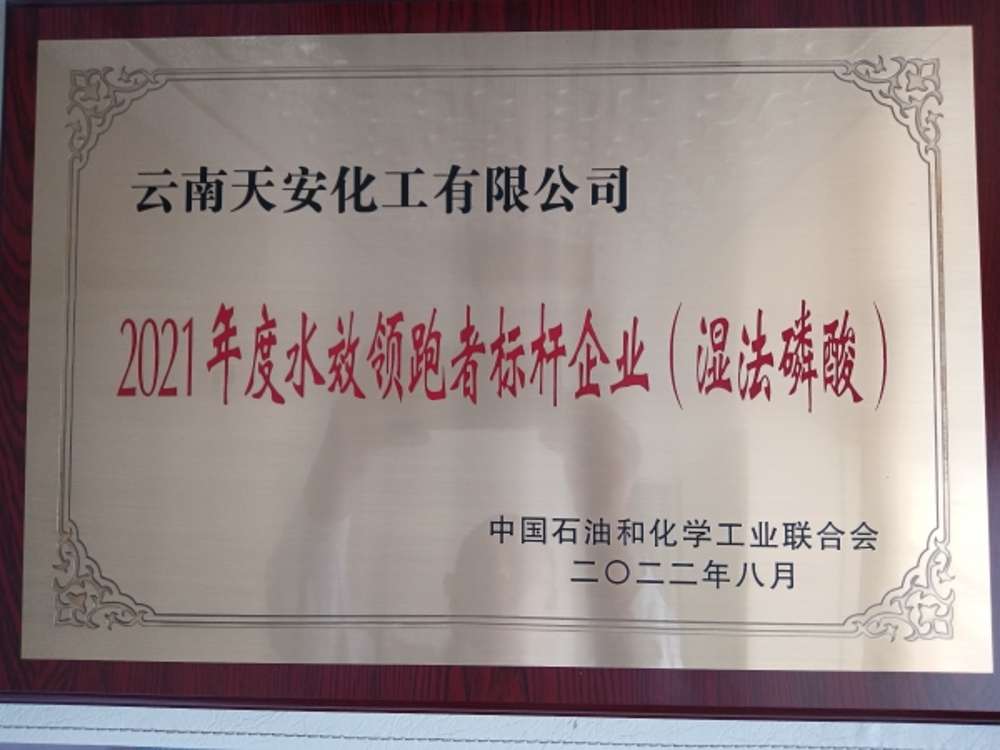 云南天安化工有限公司
2021年度水效领跑者标杆企业（湿法磷酸）
中国石油和化学工业联合会
二〇二二年八月